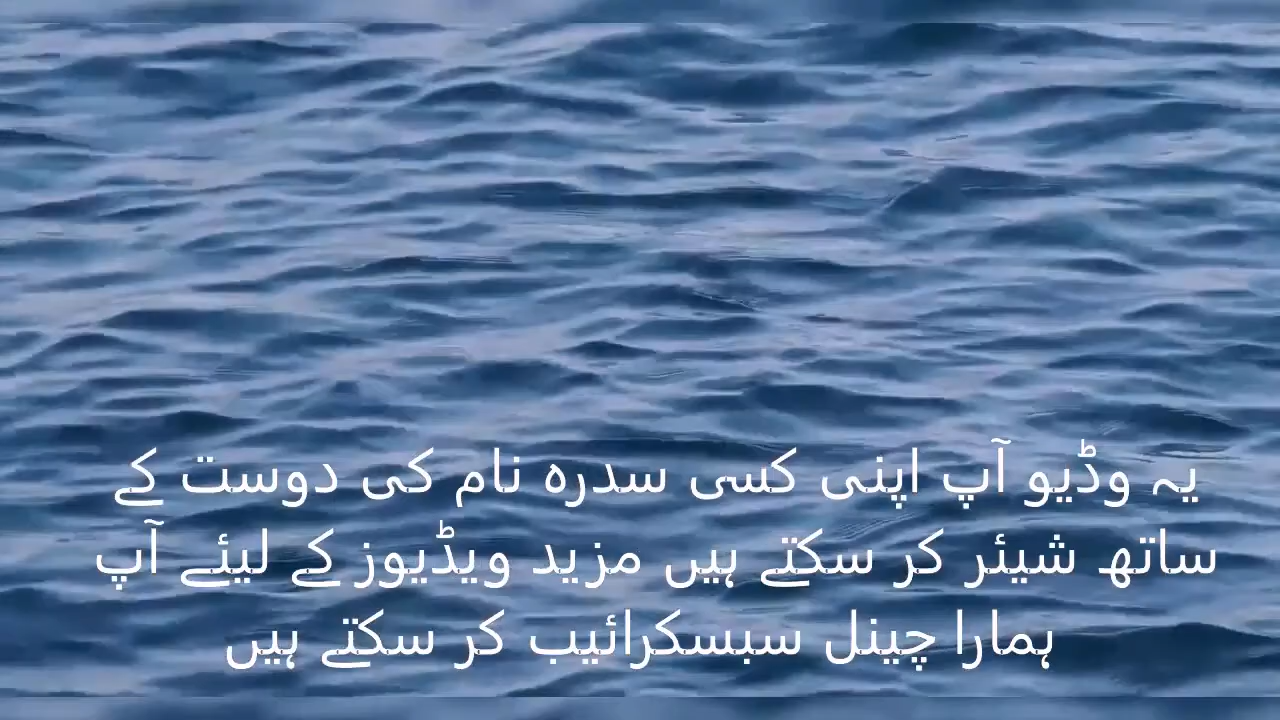 یہ وڈیو آپ اپنی کسی سدرہ نام کی دوست کے
ساتھ شیئر کر سکتے ہیں مزید ویڈیوز کے لیئے آپ
ہمارا چینل سبسکرائیب کر سکتے ہیں